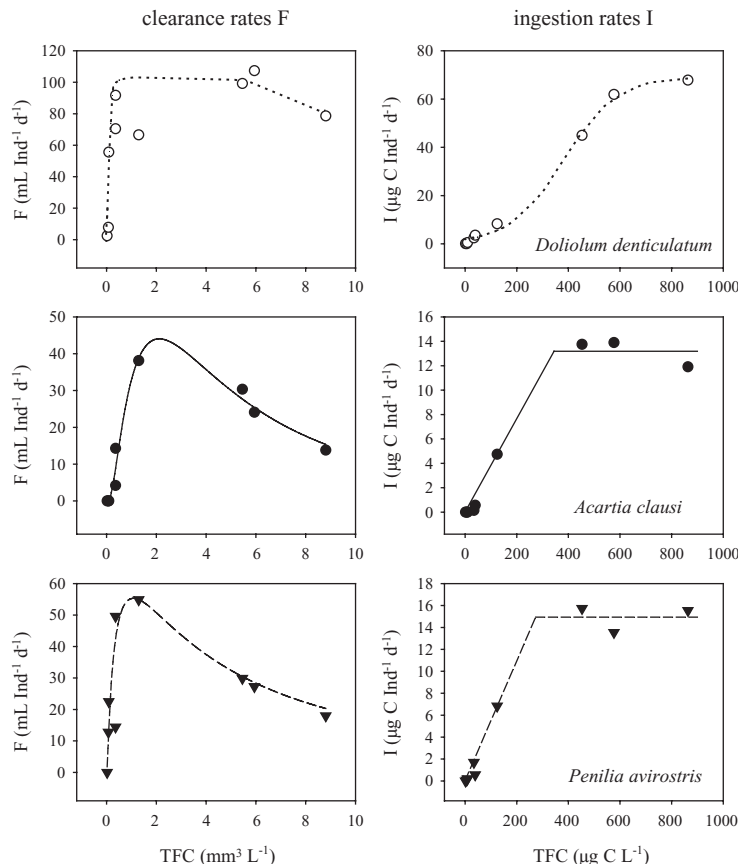 clearance rates F
ingestion rates I
120
100
80
60
40
20
0
F (mL Ind⁻¹ d⁻¹)
0 2 4 6 8 10
80
60
40
20
0
I (µg C Ind⁻¹ d⁻¹)
Doliolum denticulatum
0 200 400 600 800 1000
50
40
30
20
10
0
F (mL Ind⁻¹ d⁻¹)
0 2 4 6 8 10
16
14
12
10
8
6
4
2
0
I (µg C Ind⁻¹ d⁻¹)
Acartia clausi
0 200 400 600 800 1000
60
50
40
30
20
10
0
F (mL Ind⁻¹ d⁻¹)
0 2 4 6 8 10
TFC (mm³ L⁻¹)
18
16
14
12
10
8
6
4
2
0
I (µg C Ind⁻¹ d⁻¹)
Penilia avirostris
0 200 400 600 800 1000
TFC (µg C L⁻¹)